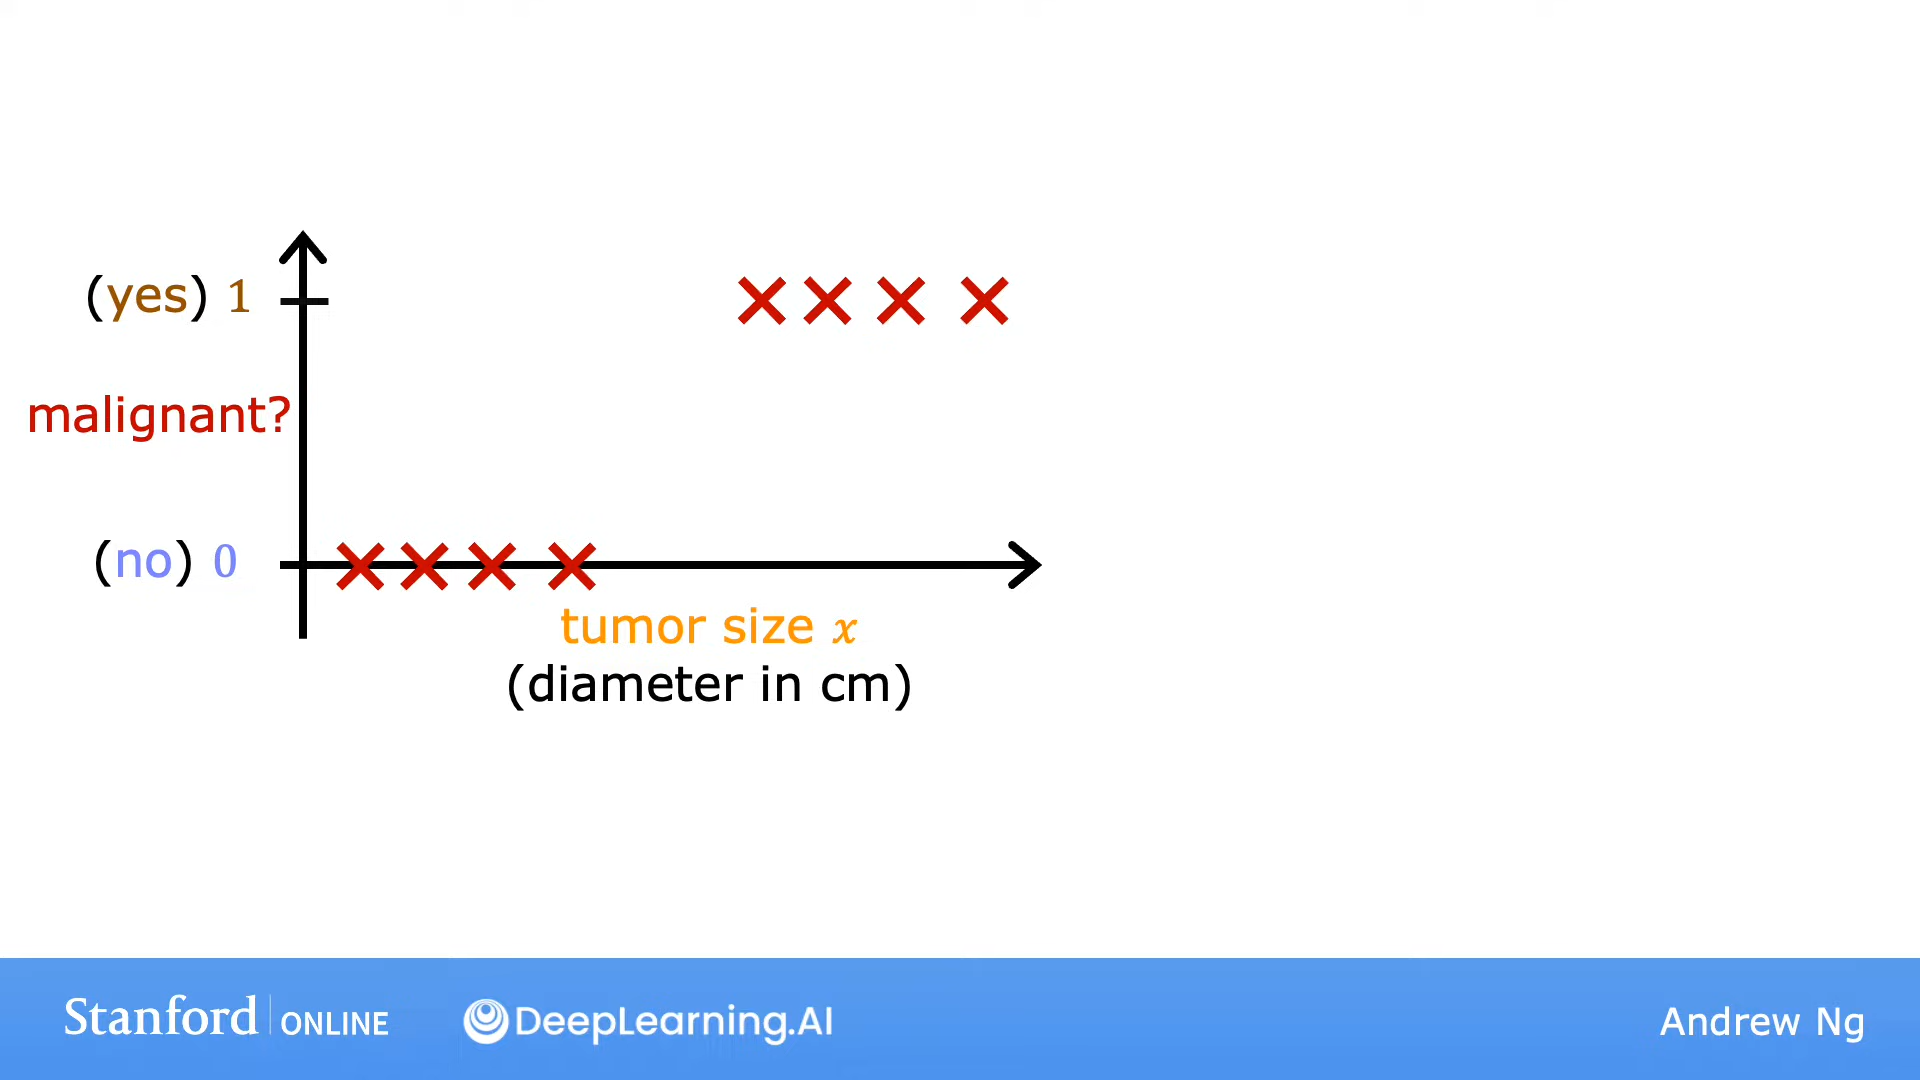 (yes) 1
malignant?
(no) 0
tumor size x
(diameter in cm)
Stanford ONLINE
DeepLearning.AI
Andrew Ng